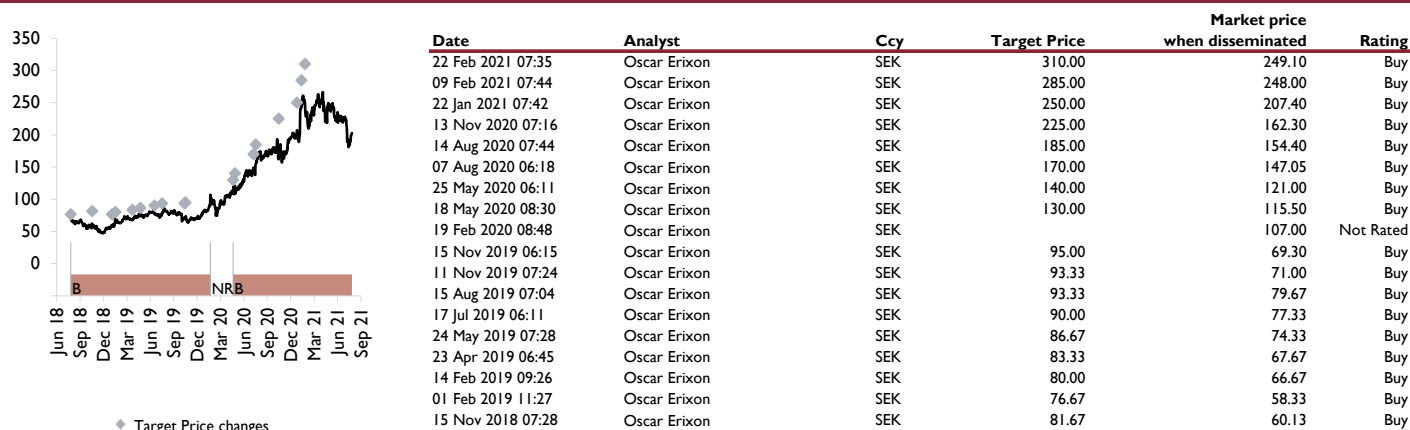 350
300
250
200
150
100
50
0
B NR B
Jun 18
Sep 18
Dec 18
Mar 19
Jun 19
Sep 19
Dec 19
Mar 20
Jun 20
Sep 20
Dec 20
Mar 21
Jun 21
Sep 21
Target Price changes
Market price
Date Analyst Ccy Target Price when disseminated Rating
22 Feb 2021 07:35 Oscar Erixon SEK 310.00 249.10 Buy
09 Feb 2021 07:44 Oscar Erixon SEK 285.00 248.00 Buy
22 Jan 2021 07:42 Oscar Erixon SEK 250.00 207.40 Buy
13 Nov 2020 07:16 Oscar Erixon SEK 225.00 162.30 Buy
14 Aug 2020 07:44 Oscar Erixon SEK 185.00 154.40 Buy
07 Aug 2020 06:18 Oscar Erixon SEK 170.00 147.05 Buy
25 May 2020 06:11 Oscar Erixon SEK 140.00 121.00 Buy
18 May 2020 08:30 Oscar Erixon SEK 130.00 115.50 Buy
19 Feb 2020 08:48 Oscar Erixon SEK 107.00 Not Rated
15 Nov 2019 06:15 Oscar Erixon SEK 95.00 69.30 Buy
11 Nov 2019 07:24 Oscar Erixon SEK 93.33 71.00 Buy
15 Aug 2019 07:04 Oscar Erixon SEK 93.33 79.67 Buy
17 Jul 2019 06:11 Oscar Erixon SEK 90.00 77.33 Buy
24 May 2019 07:28 Oscar Erixon SEK 86.67 74.33 Buy
23 Apr 2019 06:45 Oscar Erixon SEK 83.33 67.67 Buy
14 Feb 2019 09:26 Oscar Erixon SEK 80.00 66.67 Buy
01 Feb 2019 11:27 Oscar Erixon SEK 76.67 58.33 Buy
15 Nov 2018 07:28 Oscar Erixon SEK 81.67 60.13 Buy